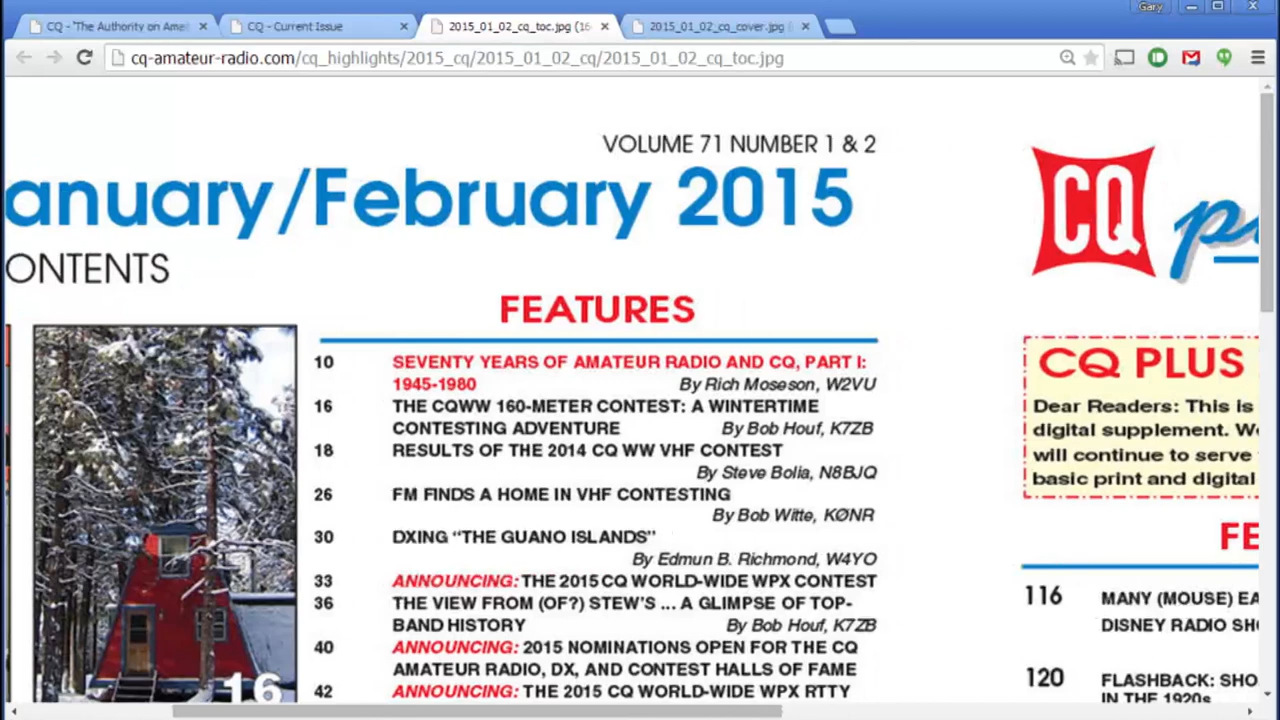 Gary
CQ - "The Authority on Ama
CQ - Current Issue
2015_01_02_cq_toc.jpg (16
2015_01_02_cq_cover.jpg (
cq-amateur-radio.com/cq_highlights/2015_cq/2015_01_02_cq/2015_01_02_cq_toc.jpg
VOLUME 71 NUMBER 1 & 2
anuary/February 2015
ONTENTS
CQ
FEATURES
10 SEVENTY YEARS OF AMATEUR RADIO AND CQ, PART I:
1945-1980 By Rich Moseson, W2VU
16 THE CQWW 160-METER CONTEST: A WINTERTIME
CONTESTING ADVENTURE By Bob Houf, K7ZB
18 RESULTS OF THE 2014 CQ WW VHF CONTEST
By Steve Bolia, N8BJQ
26 FM FINDS A HOME IN VHF CONTESTING
By Bob Witte, KØNR
30 DXING “THE GUANO ISLANDS”
By Edmun B. Richmond, W4YO
33 ANNOUNCING: THE 2015 CQ WORLD-WIDE WPX CONTEST
36 THE VIEW FROM (OF?) STEW'S ... A GLIMPSE OF TOP-
BAND HISTORY By Bob Houf, K7ZB
40 ANNOUNCING: 2015 NOMINATIONS OPEN FOR THE CQ
AMATEUR RADIO, DX, AND CONTEST HALLS OF FAME
42 ANNOUNCING: THE 2015 CQ WORLD-WIDE WPX RTTY
16
CQ PLUS
Dear Readers: This is
digital supplement. We
will continue to serve
basic print and digital
FE
116 MANY (MOUSE) EA
DISNEY RADIO SHO
120 FLASHBACK: SHO
IN THE 1920s